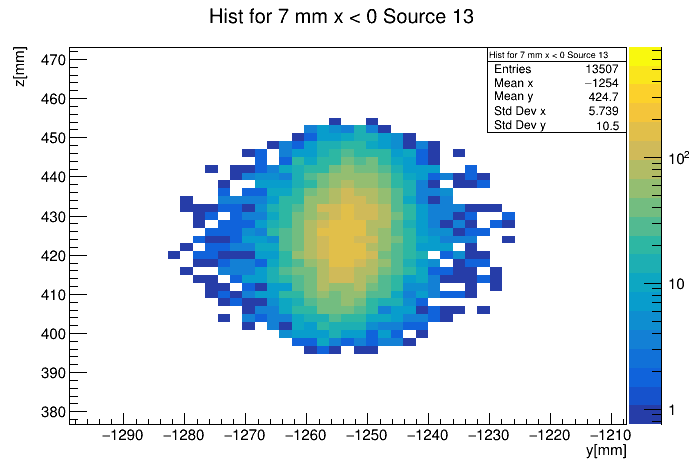 Hist for 7 mm x < 0 Source 13
z[mm]
470
460
450
440
430
420
410
400
390
380
−1290 −1280 −1270 −1260 −1250 −1240 −1230 −1220 −1210
y[mm]
Hist for 7 mm x < 0 Source 13
Entries 13507
Mean x −1254
Mean y 424.7
Std Dev x 5.739
Std Dev y 10.5
10²
10
1